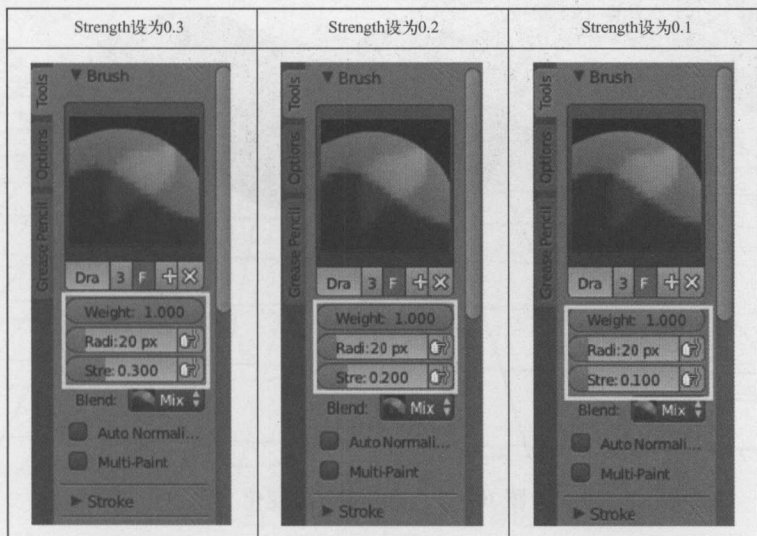 Strength设为0.3
Strength设为0.2
Strength设为0.1
Tools
Options
Grease Pencil
▼ Brush
Dra 3 F
Weight: 1.000
Radi: 20 px
Stre: 0.300
Blend: Mix
Auto Normali...
Multi-Paint
▶ Stroke
Tools
Options
Grease Pencil
▼ Brush
Dra 3 F
Weight: 1.000
Radi: 20 px
Stre: 0.200
Blend: Mix
Auto Normali...
Multi-Paint
▶ Stroke
Tools
Options
Grease Pencil
▼ Brush
Dra 3 F
Weight: 1.000
Radi: 20 px
Stre: 0.100
Blend: Mix
Auto Normali...
Multi-Paint
▶ Stroke